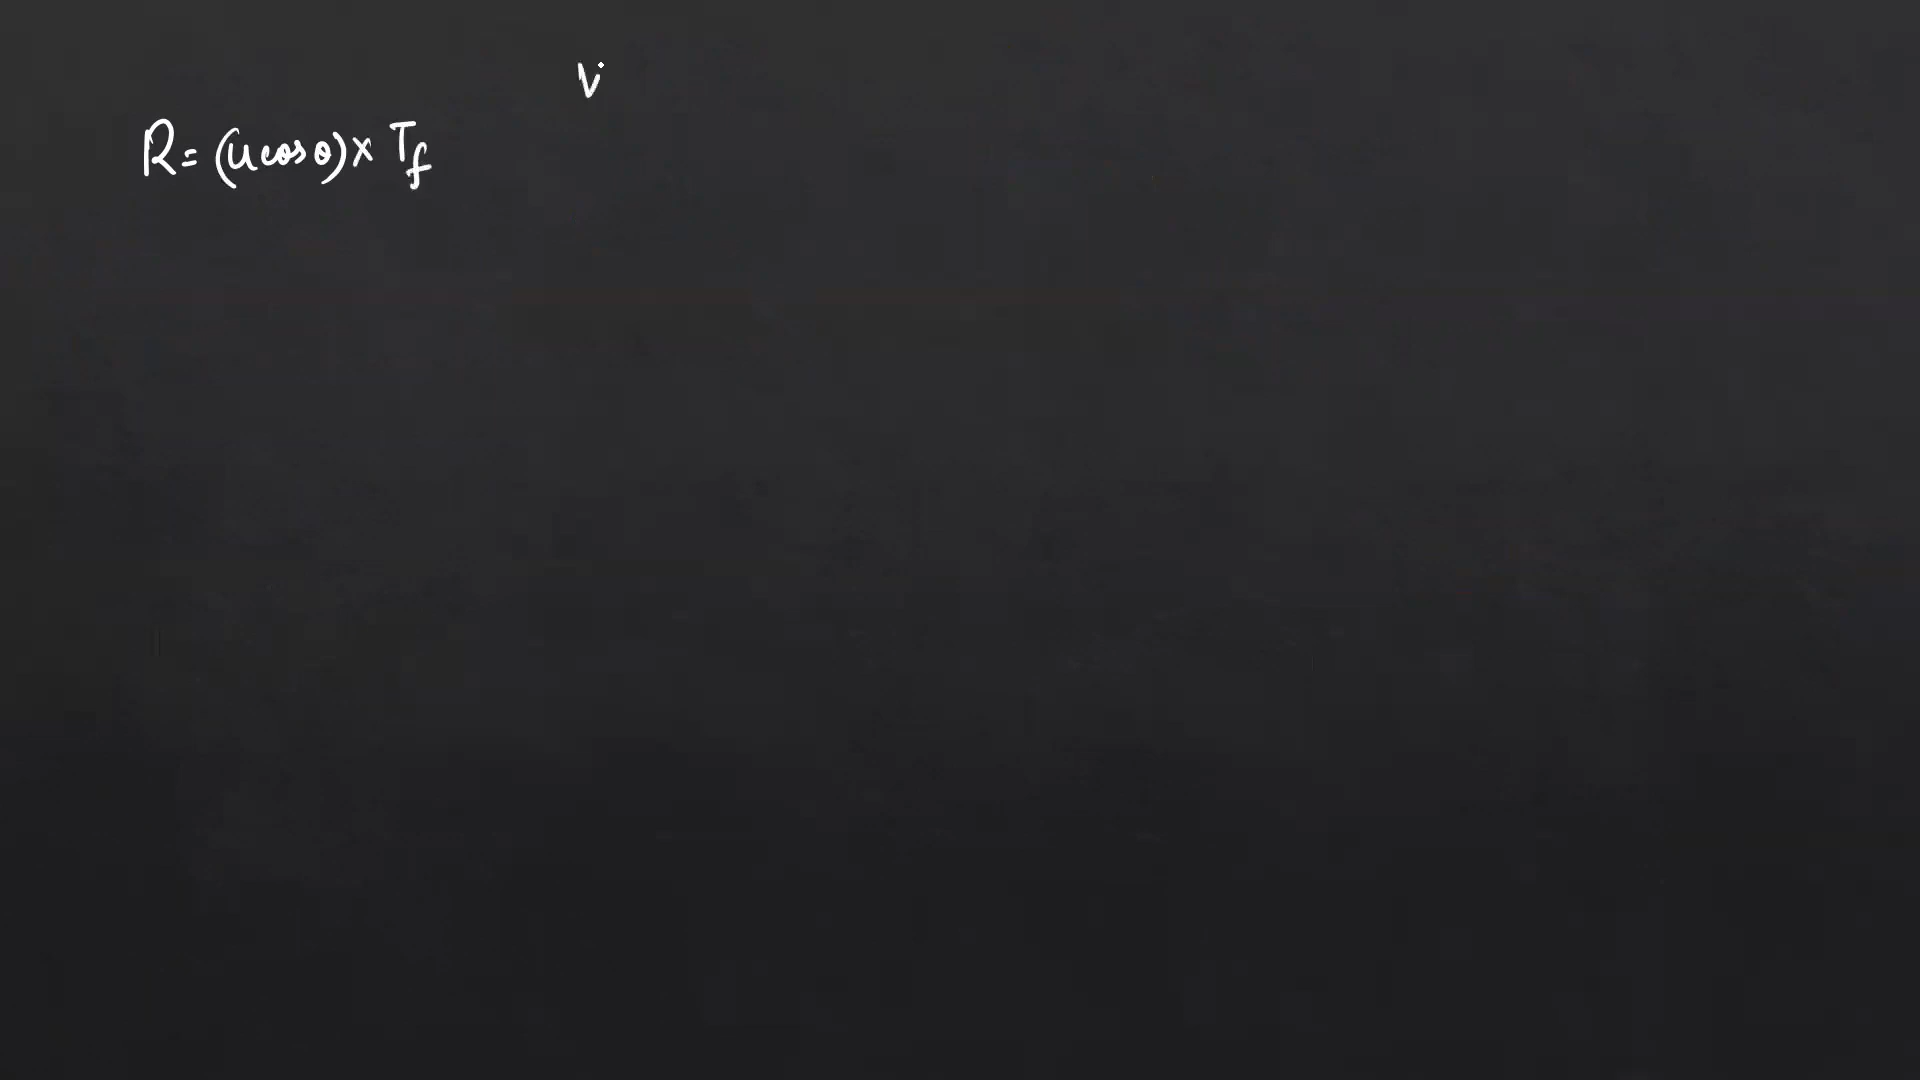 V
R = (u cos θ) × T_f